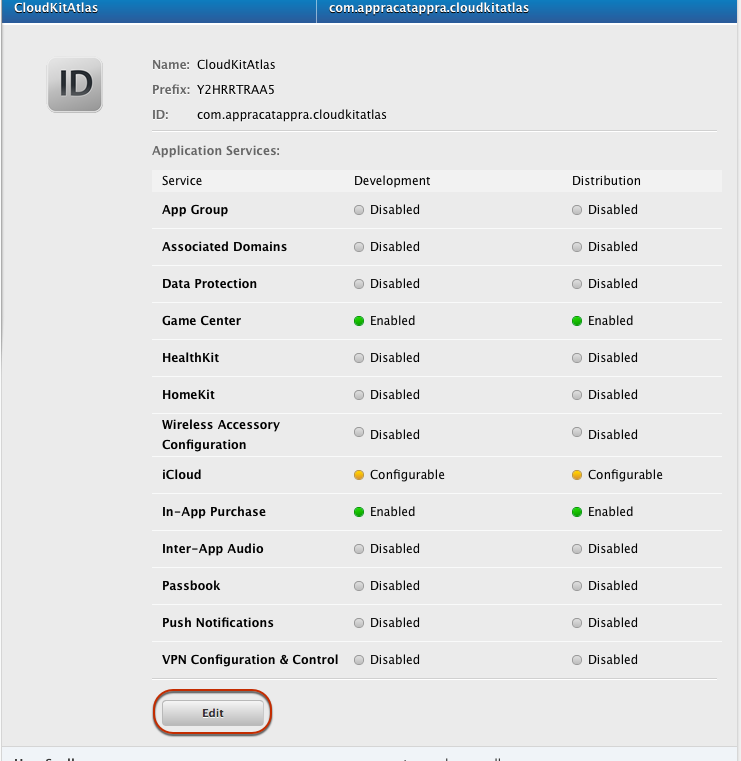 CloudKitAtlas com.appracatappra.cloudkitatlas
ID
Name: CloudKitAtlas
Prefix: Y2HRRTRAA5
ID: com.appracatappra.cloudkitatlas
Application Services:
Service Development Distribution
App Group Disabled Disabled
Associated Domains Disabled Disabled
Data Protection Disabled Disabled
Game Center Enabled Enabled
HealthKit Disabled Disabled
HomeKit Disabled Disabled
Wireless Accessory
Configuration Disabled Disabled
iCloud Configurable Configurable
In-App Purchase Enabled Enabled
Inter-App Audio Disabled Disabled
Passbook Disabled Disabled
Push Notifications Disabled Disabled
VPN Configuration & Control Disabled Disabled
Edit